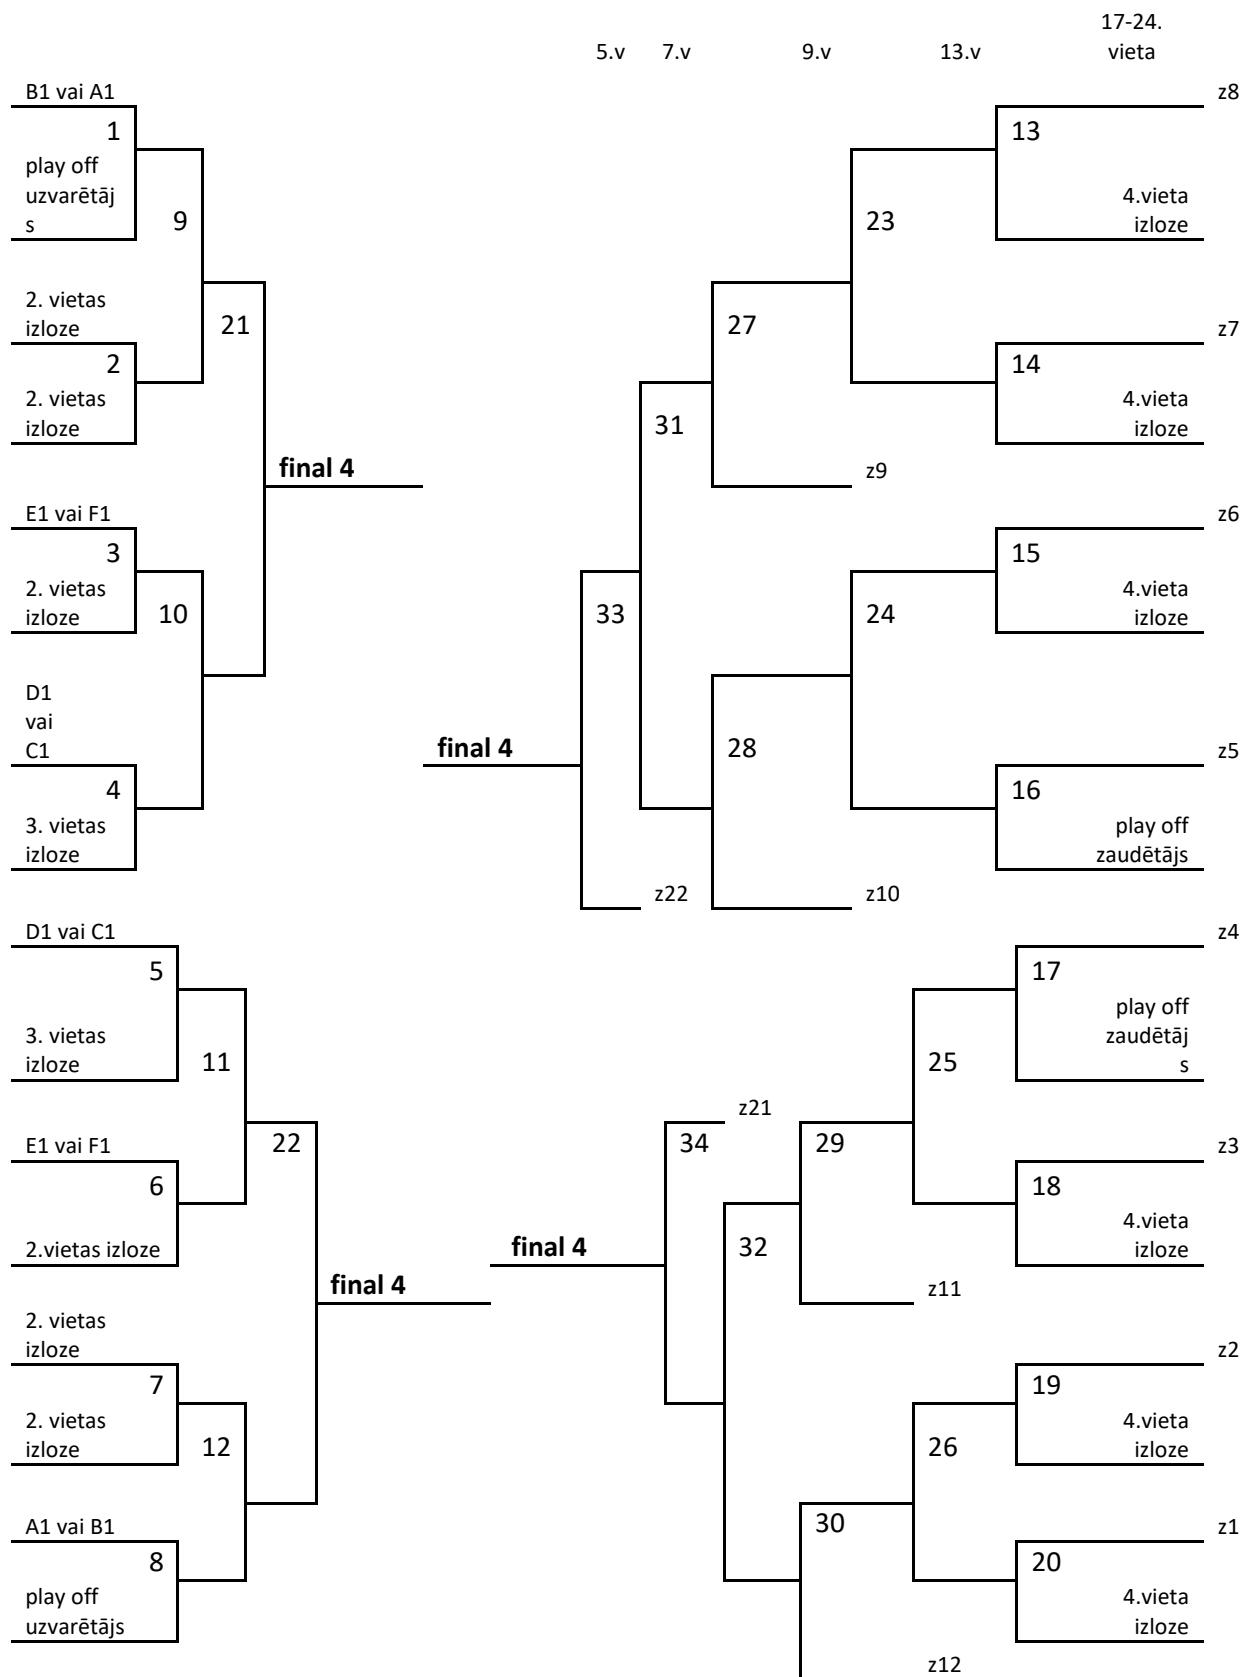 17-24.
5.v 7.v 9.v 13.v vieta
B1 vai A1 z8
1 13
play off
uzvarētāj 4.vieta
s 9 23 izloze
2. vietas
izloze 21 27 z7
2 14
2. vietas 4.vieta
izloze 31 izloze
final 4 z9
E1 vai F1 z6
3 15
2. vietas 4.vieta
izloze 10 33 24 izloze
D1
vai
C1 final 4 28 z5
4 16
3. vietas play off
izloze zaudētājs
z22 z10
D1 vai C1 z4
5 17
play off
3. vietas zaudētāj
izloze 11 25 s
z21
E1 vai F1 22 34 29 z3
6 18
4.vieta
2.vietas izloze final 4 32 izloze
final 4 z11
2. vietas
izloze z2
7 19
2. vietas 4.vieta
izloze 12 26 izloze
A1 vai B1 30 z1
8 20
play off 4.vieta
uzvarētājs izloze
z12